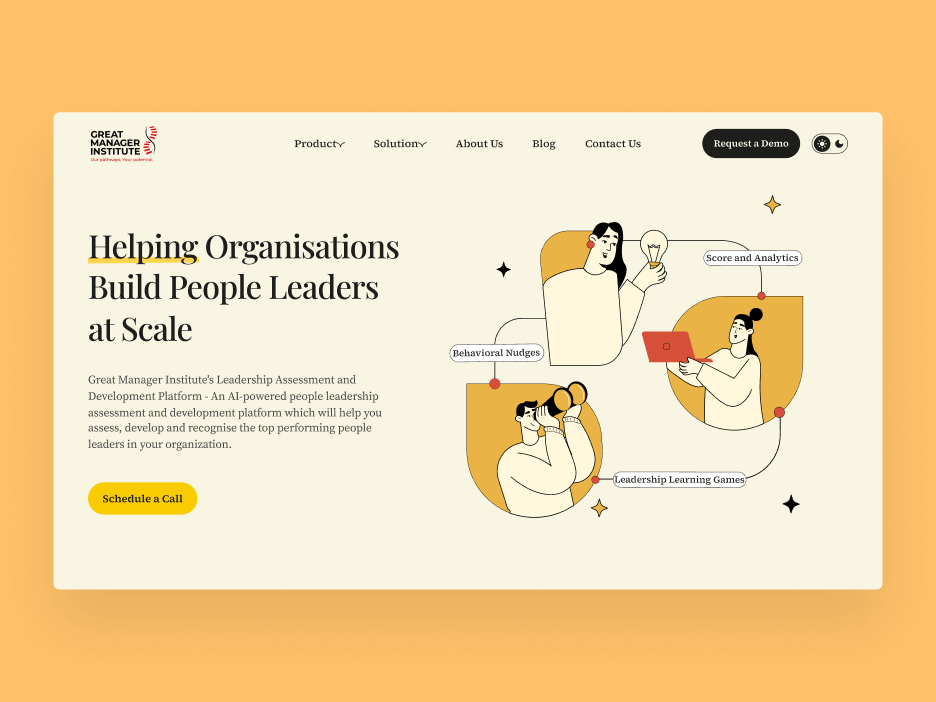 GREAT
MANAGER
INSTITUTE
Our pathways. Your potential.
Product
Solution
About Us
Blog
Contact Us
Request a Demo
Helping Organisations
Build People Leaders
at Scale
Great Manager Institute's Leadership Assessment and
Development Platform - An AI-powered people leadership
assessment and development platform which will help you
assess, develop and recognise the top performing people
leaders in your organization.
Schedule a Call
Score and Analytics
Behavioral Nudges
Leadership Learning Games